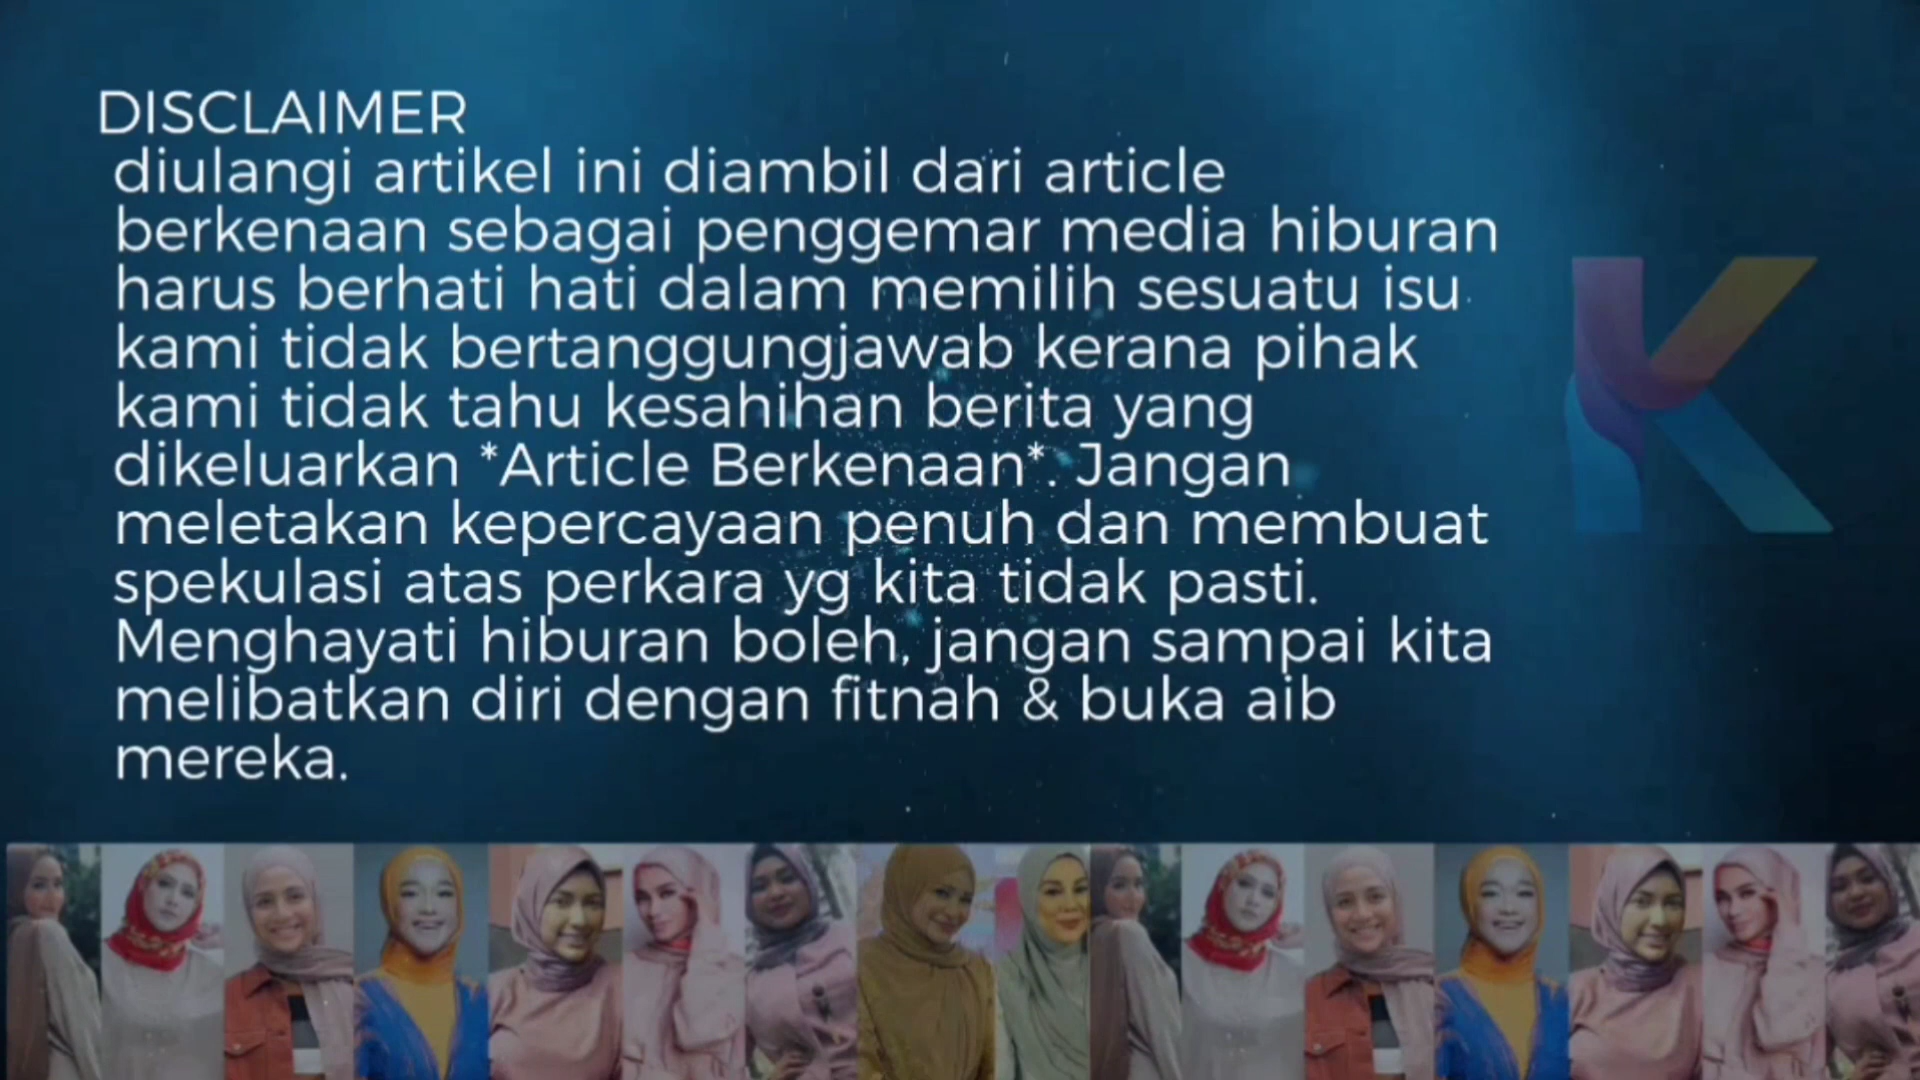 DISCLAIMER
diulangi artikel ini diambil dari article
berkenaan sebagai penggemar media hiburan
harus berhati hati dalam memilih sesuatu isu
kami tidak bertanggungjawab kerana pihak
kami tidak tahu kesahihan berita yang
dikeluarkan *Article Berkenaan*. Jangan
meletakan kepercayaan penuh dan membuat
spekulasi atas perkara yg kita tidak pasti.
Menghayati hiburan boleh, jangan sampai kita
melibatkan diri dengan fitnah & buka aib
mereka.
K